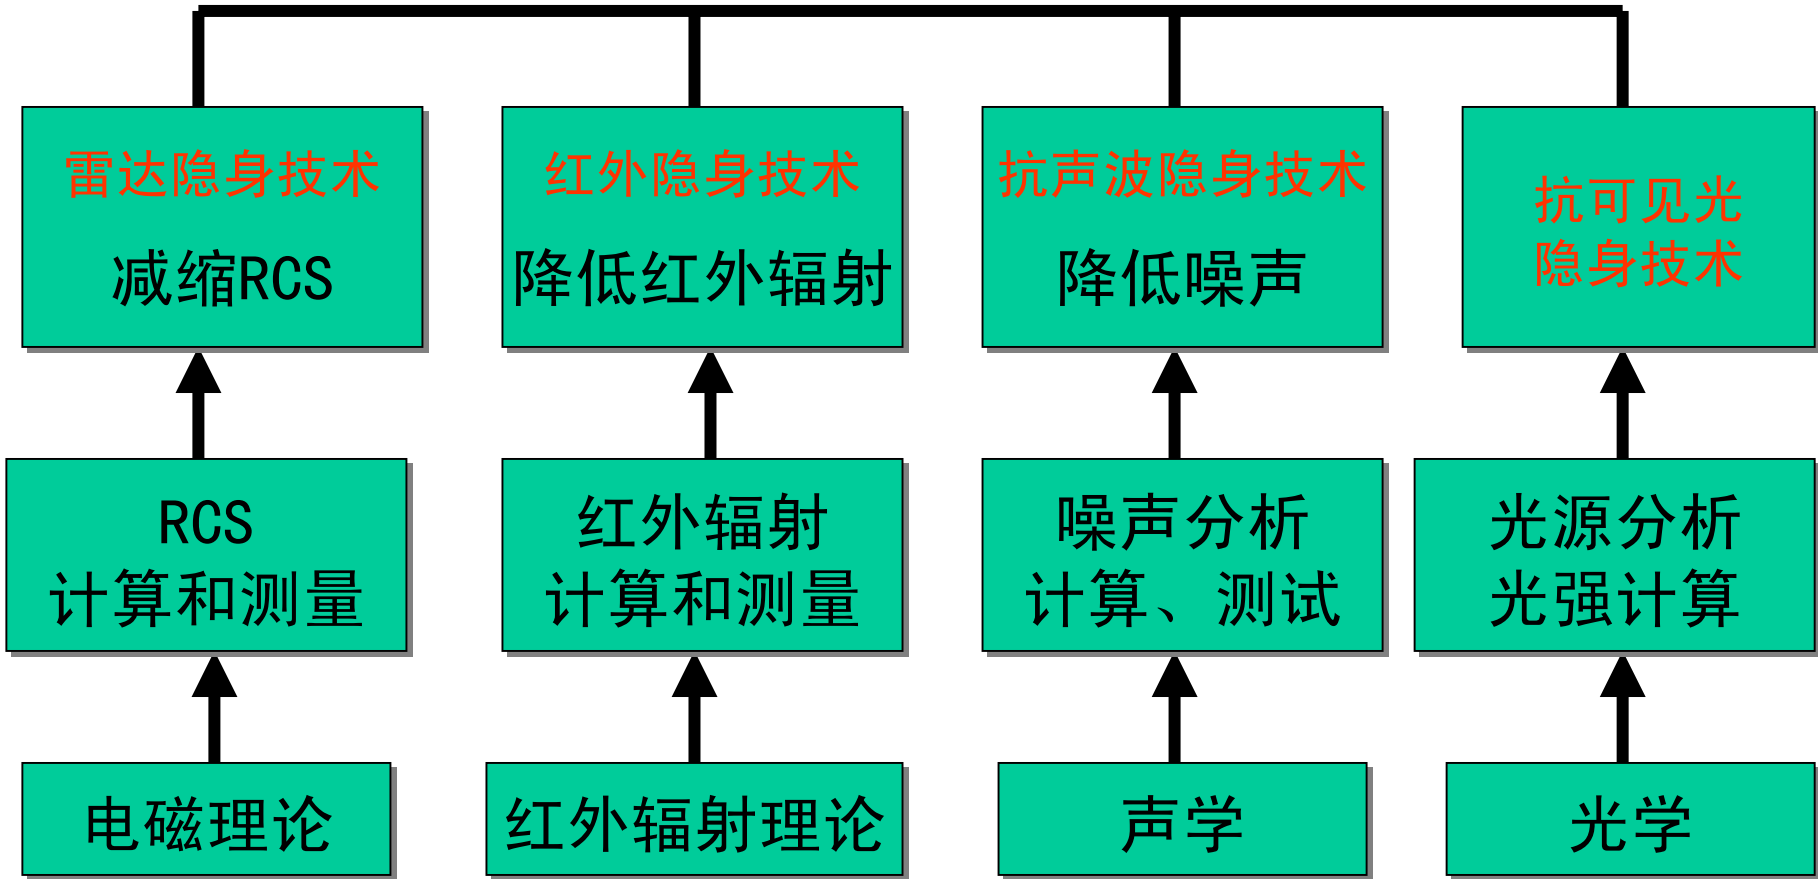 雷达隐身技术
减缩RCS
红外隐身技术
降低红外辐射
抗声波隐身技术
降低噪声
抗可见光
隐身技术
RCS
计算和测量
红外辐射
计算和测量
噪声分析
计算、测试
光源分析
光强计算
电磁理论
红外辐射理论
声学
光学